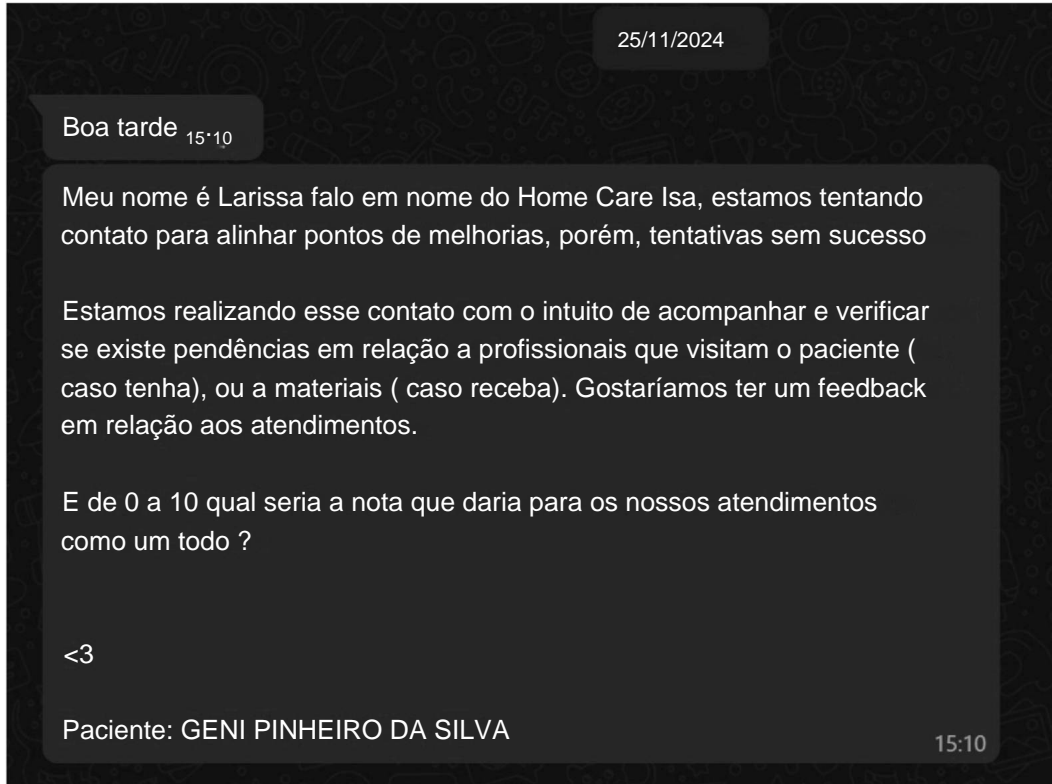 25/11/2024
Boa tarde 15:10
Meu nome é Larissa falo em nome do Home Care Isa, estamos tentando
contato para alinhar pontos de melhorias, porém, tentativas sem sucesso
Estamos realizando esse contato com o intuito de acompanhar e verificar
se existe pendências em relação a profissionais que visitam o paciente (
caso tenha), ou a materiais ( caso receba). Gostaríamos ter um feedback
em relação aos atendimentos.
E de 0 a 10 qual seria a nota que daria para os nossos atendimentos
como um todo ?
<3
Paciente: GENI PINHEIRO DA SILVA
15:10